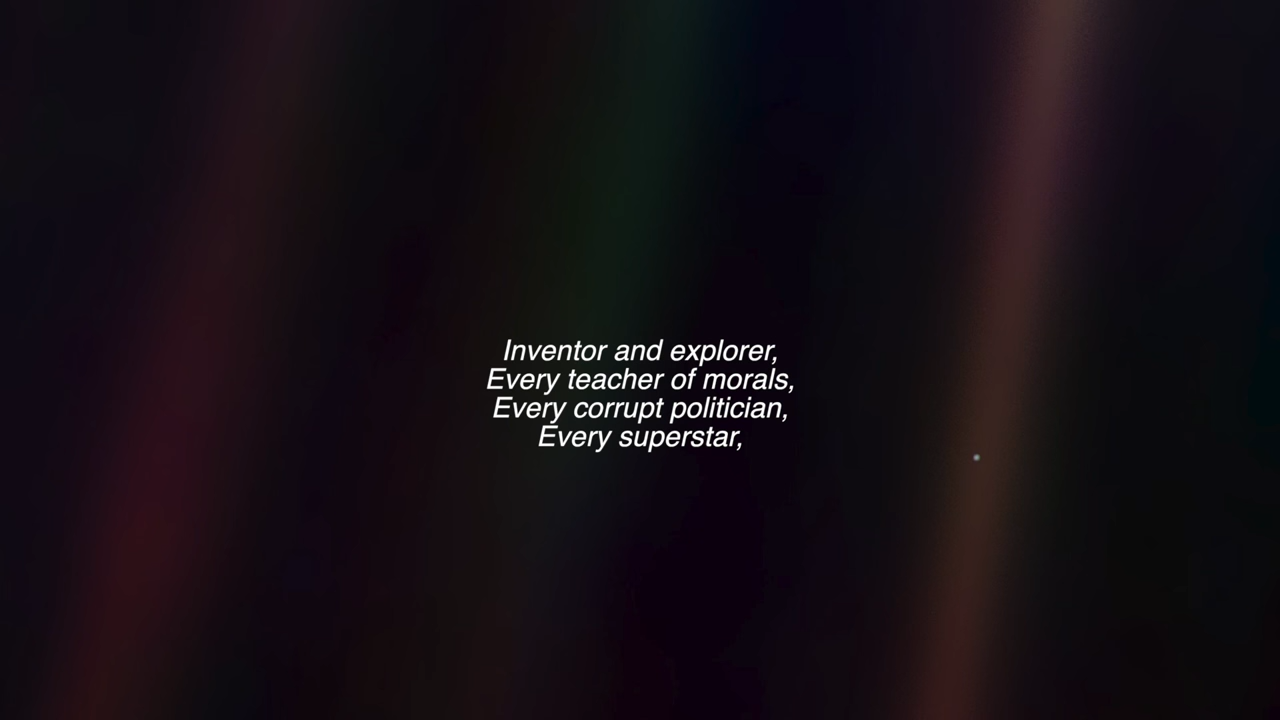 Inventor and explorer,
Every teacher of morals,
Every corrupt politician,
Every superstar,